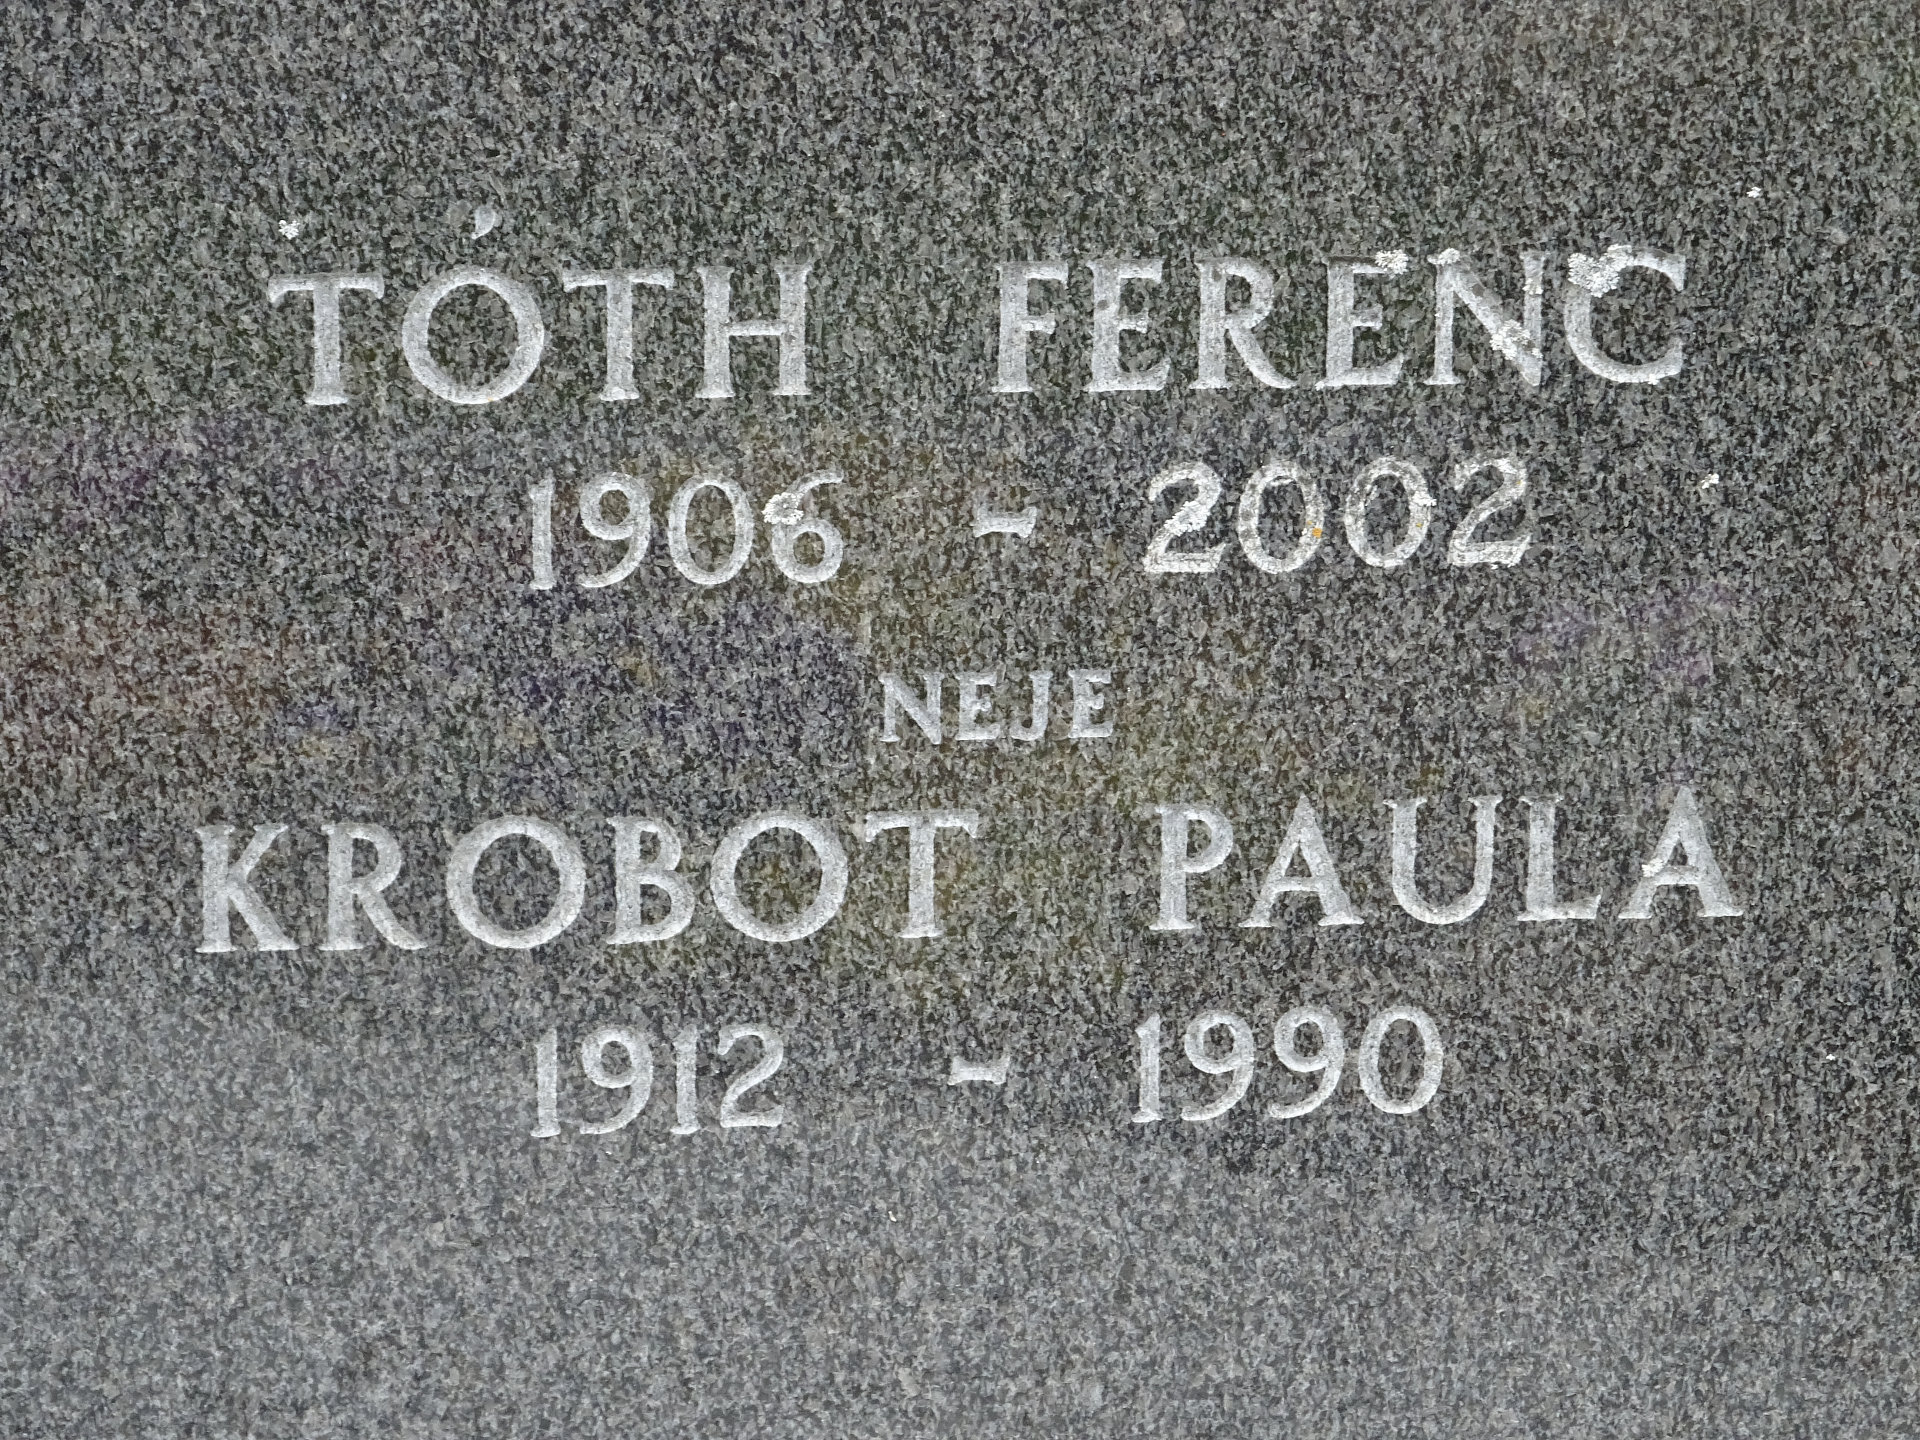 TÓTH FERENC
1906 - 2002
NEJE
KROBOT PAULA
1912 - 1990